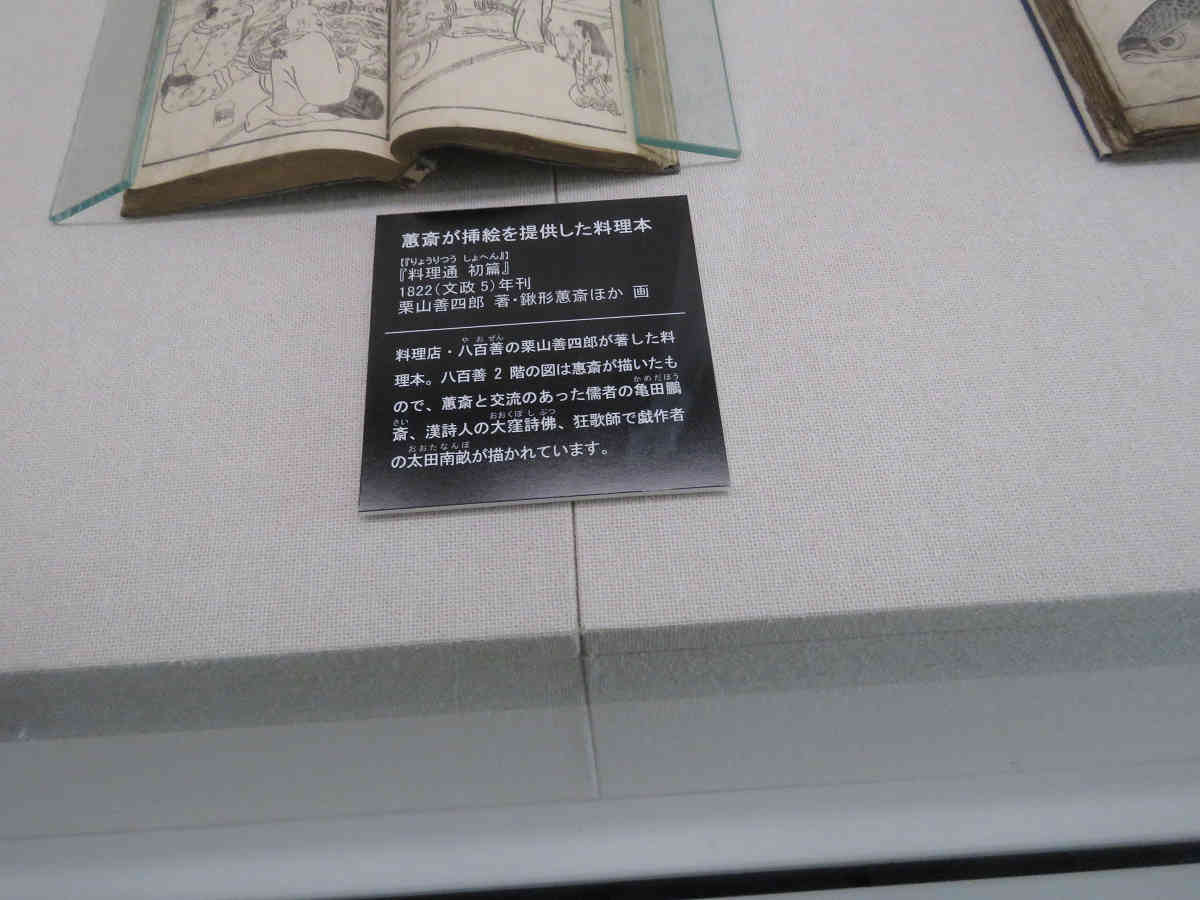 蕙斎が挿絵を提供した料理本
【『りょうりつう しょへん』】
『料理通 初篇』
1822(文政5)年刊
栗山善四郎 著・鍬形蕙斎ほか 画
料理店・八百善の栗山善四郎が著した料
理本。八百善 2 階の図は恵斎が描いたも
ので、蕙斎と交流のあった儒者の亀田鵬
斎、漢詩人の大窪詩佛、狂歌師で戯作者
の太田南畝が描かれています。